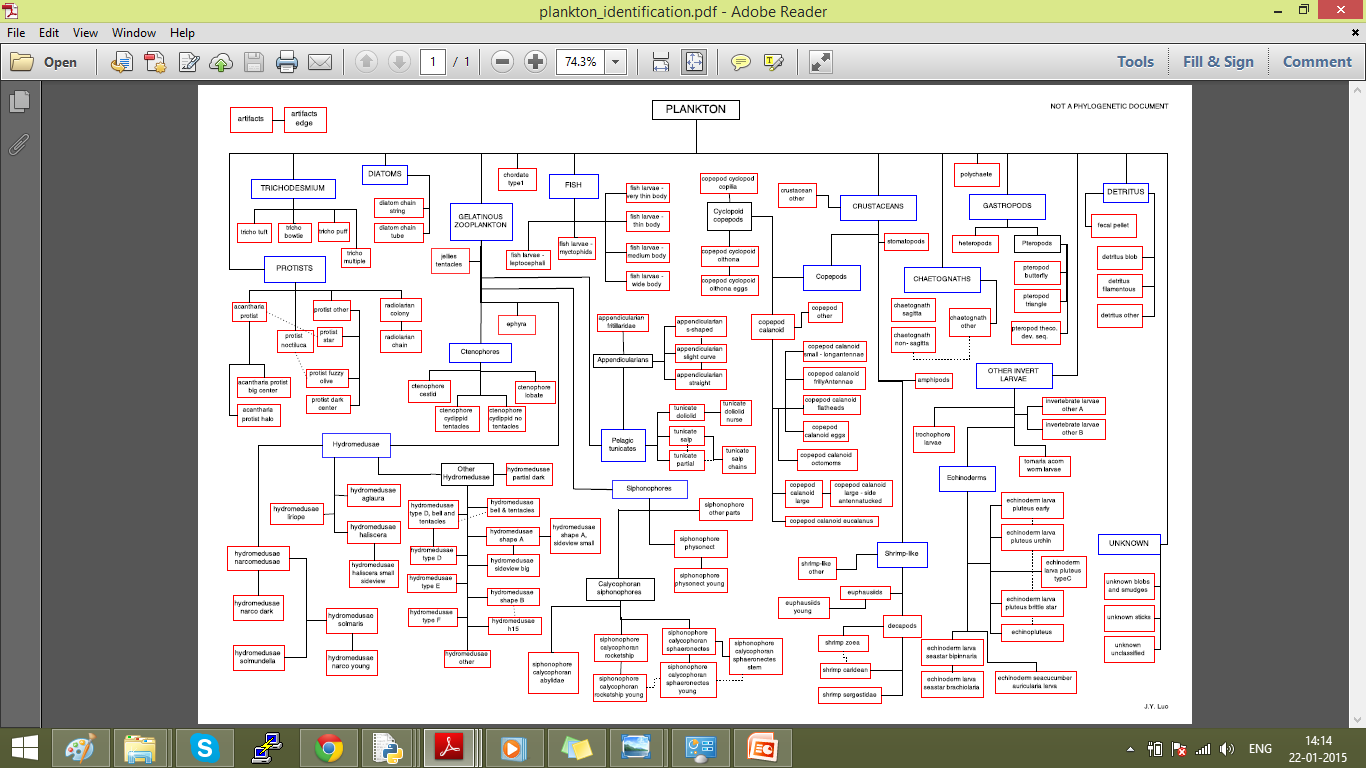 plankton_identification.pdf - Adobe Reader
File Edit View Window Help
Open
1 / 1
74.3%
Tools Fill & Sign Comment
PLANKTON
NOT A PHYLOGENETIC DOCUMENT
artifacts
artifacts
edge
TRICHODESMIUM
tricho tuft
tricho
bowtie
tricho puff
tricho
multiple
DIATOMS
diatom chain
string
diatom chain
tube
PROTISTS
acantharia
protist
protist other
protist
noctiluca
protist
star
protist fuzzy
olive
protist dark
center
acantharia protist
big center
acantharia
protist halo
radiolarian
colony
radiolarian
chain
GELATINOUS
ZOOPLANKTON
jellies
tentacles
chordate
type1
ephyra
Ctenophores
ctenophore
cestid
ctenophore
lobate
ctenophore
cydippid
tentacles
ctenophore
cydippid no
tentacles
FISH
fish larvae -
leptocephali
fish larvae -
myctophids
fish larvae -
very thin body
fish larvae -
thin body
fish larvae -
medium body
fish larvae -
wide body
appendicularian
fritillaridae
Appendicularians
appendicularian
s-shaped
appendicularian
slight curve
appendicularian
straight
Pelagic
tunicates
tunicate
doliolid
tunicate
doliolid
nurse
tunicate
salp
tunicate
partial
tunicate
salp
chains
copepod cyclopod
copilia
Cyclopoid
copepods
copepod cyclopod
oithona
copepod cyclopoid
oithona eggs
CRUSTACEANS
crustacean
other
stomatopods
Copepods
copepod
other
copepod
calanoid
copepod calanoid
small - longantennae
copepod calanoid
frillyAntennae
copepod calanoid
flatheads
copepod
calanoid eggs
copepod calanoid
octomoms
copepod
calanoid
large
copepod calanoid
large - side
antennatucked
copepod calanoid eucalanus
amphipods
polychaete
GASTROPODS
heteropods
Pteropods
pteropod
butterfly
pteropod
triangle
pteropod theco.
dev. seq.
CHAETOGNATHS
chaetognath
sagitta
chaetognath
non- sagitta
chaetognath
other
DETRITUS
fecal pellet
detritus blob
detritus
filamentous
detritus other
OTHER INVERT
LARVAE
invertebrate larvae
other A
invertebrate larvae
other B
trochophore
larvae
tornaria acorn
worm larvae
Echinoderms
echinoderm larva
pluteus early
echinoderm larva
pluteus urchin
echinoderm
larva pluteus
typeC
echinoderm larva
pluteus brittle star
echinopluteus
echinoderm larva
seastar bipinnaria
echinoderm larva
seastar brachiolaria
echinoderm seacucumber
auricularia larva
UNKNOWN
unknown blobs
and smudges
unknown sticks
unknown
unclassified
Hydromedusae
hydromedusae
liriope
hydromedusae
aglaura
hydromedusae
haliscera
hydromedusae
haliscera small
sideview
hydromedusae
narcomedusae
hydromedusae
narco dark
hydromedusae
solmaris
hydromedusae
solmundella
hydromedusae
narco young
Other
Hydromedusae
hydromedusae
partial dark
hydromedusae
type D, bell and
tentacles
hydromedusae
bell & tentacles
hydromedusae
shape A
hydromedusae
shape A,
sideview small
hydromedusae
type D
hydromedusae
sideview big
hydromedusae
type E
hydromedusae
shape B
hydromedusae
type F
hydromedusae
h15
hydromedusae
other
Siphonophores
siphonophore
other parts
siphonophore
physonect
siphonophore
physonect young
Calycophoran
siphonophores
siphonophore
calycophoran
abylidae
siphonophore
calycophoran
rocketship
siphonophore
calycophoran
rocketship young
siphonophore
calycophoran
sphaeronectes
siphonophore
calycophoran
sphaeronectes
young
siphonophore
calycophoran
sphaeronectes
stem
Shrimp-like
shrimp-like
other
euphausiids
euphausiids
young
decapods
shrimp zoea
shrimp caridean
shrimp sergestidae
J.Y. Luo
ENG
14:14
22-01-2015